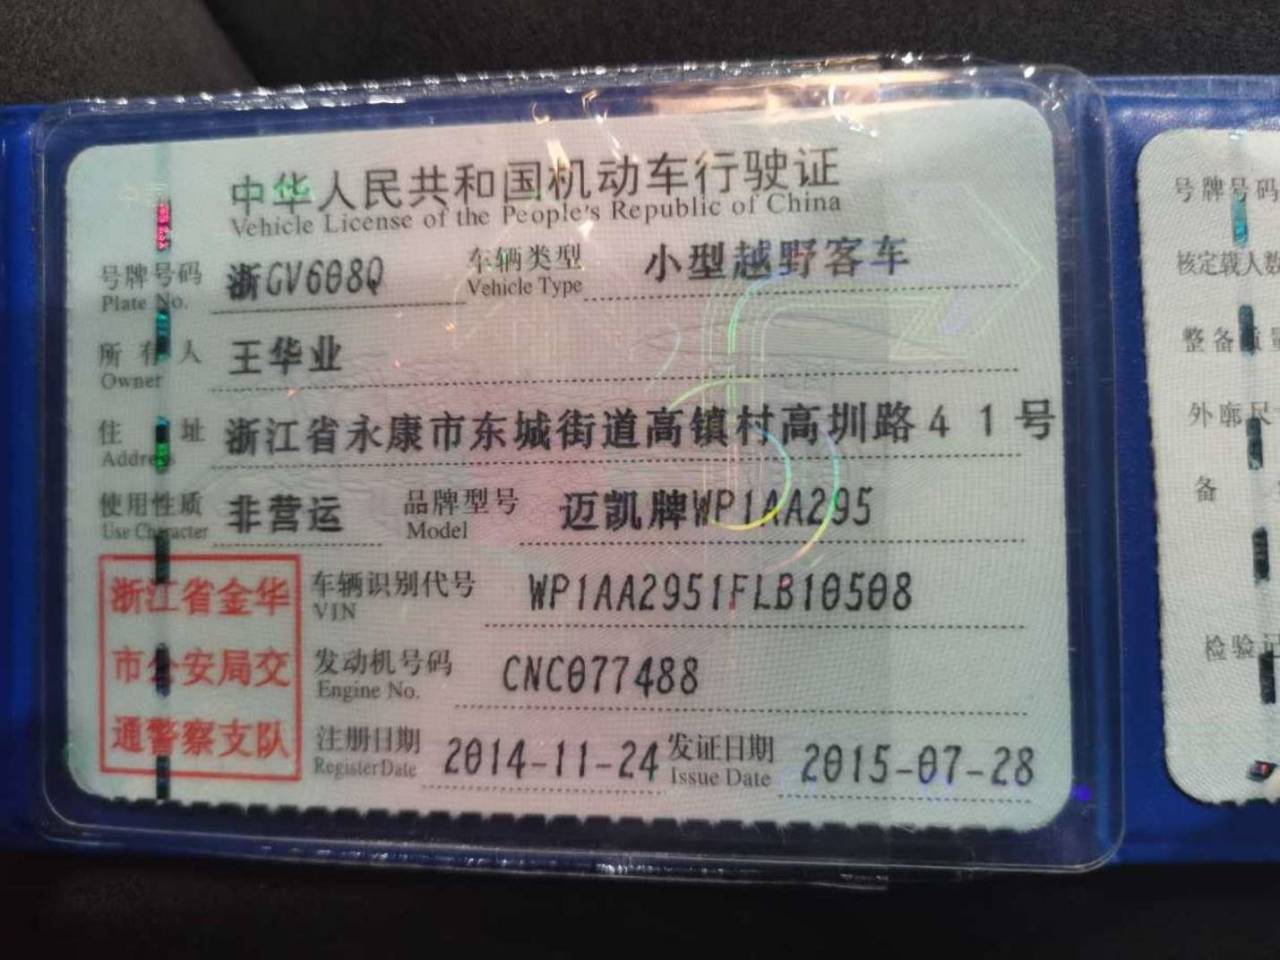 中华人民共和国机动车行驶证
Vehicle License of the People's Republic of China
号牌号码 浙GV608Q 车辆类型 小型越野客车
Plate No. Vehicle Type
所有人 王华业
Owner
住址 浙江省永康市东城街道高镇村高圳路41号
Address
使用性质 非营运 品牌型号 迈凯牌WP1AA295
Use Character Model
浙江省金华
市公安局交
通警察支队
车辆识别代号 WP1AA2951FLB10508
VIN
发动机号码 CNC077488
Engine No.
注册日期 2014-11-24 发证日期 2015-07-28
Register Date Issue Date
号牌号码
核定载人数
整备质量
外廓尺
备
检验记